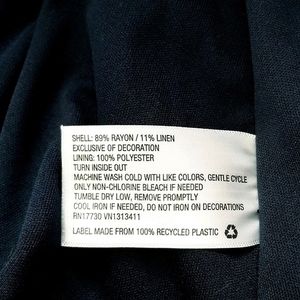 SHELL: 89% RAYON / 11% LINEN
EXCLUSIVE OF DECORATION
LINING: 100% POLYESTER
TURN INSIDE OUT
MACHINE WASH COLD WITH LIKE COLORS, GENTLE CYCLE
ONLY NON-CHLORINE BLEACH IF NEEDED
TUMBLE DRY LOW, REMOVE PROMPTLY
COOL IRON IF NEEDED, DO NOT IRON ON DECORATIONS
RN17730 VN1313411
LABEL MADE FROM 100% RECYCLED PLASTIC